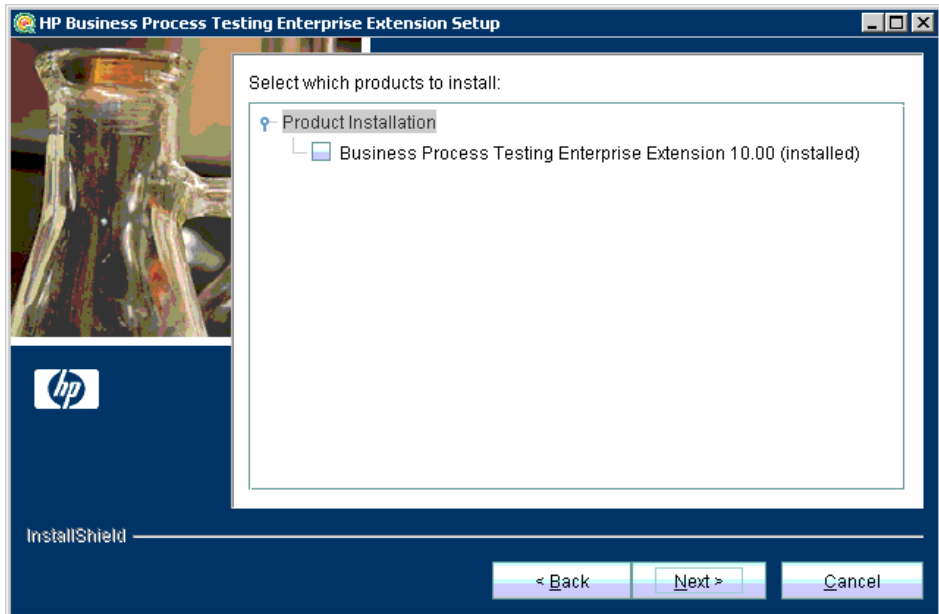 HP Business Process Testing Enterprise Extension Setup
Select which products to install:
Product Installation
Business Process Testing Enterprise Extension 10.00 (installed)
hp
InstallShield
< Back Next > Cancel